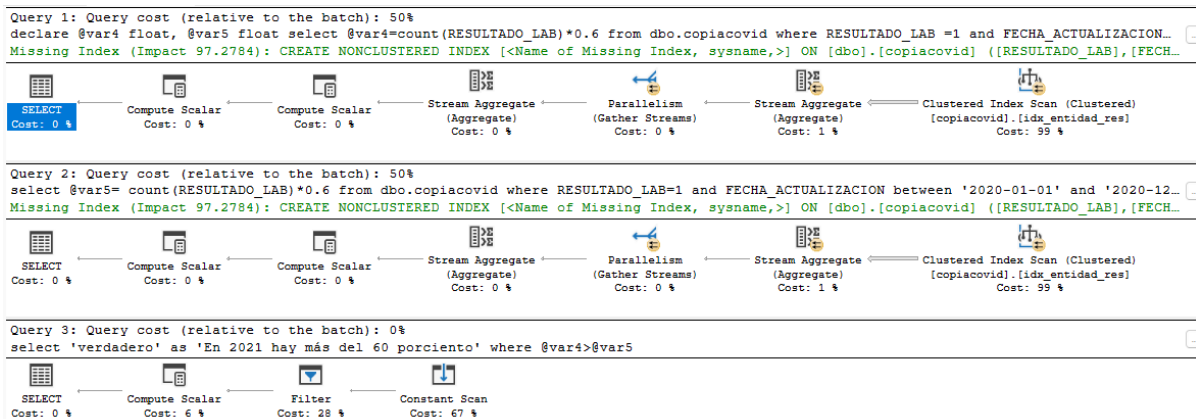 Query 1: Query cost (relative to the batch): 50%
declare @var4 float, @var5 float select @var4=count(RESULTADO_LAB)*0.6 from dbo.copiacovid where RESULTADO_LAB =1 and FECHA_ACTUALIZACION...
Missing Index (Impact 97.2784): CREATE NONCLUSTERED INDEX [<Name of Missing Index, sysname,>] ON [dbo].[copiacovid] ([RESULTADO_LAB],[FECH...
SELECT
Cost: 0 %
Compute Scalar
Cost: 0 %
Compute Scalar
Cost: 0 %
Stream Aggregate
(Aggregate)
Cost: 0 %
Parallelism
(Gather Streams)
Cost: 0 %
Stream Aggregate
(Aggregate)
Cost: 1 %
Clustered Index Scan (Clustered)
[copiacovid].[idx_entidad_res]
Cost: 99 %
Query 2: Query cost (relative to the batch): 50%
select @var5= count(RESULTADO_LAB)*0.6 from dbo.copiacovid where RESULTADO_LAB=1 and FECHA_ACTUALIZACION between '2020-01-01' and '2020-12...
Missing Index (Impact 97.2784): CREATE NONCLUSTERED INDEX [<Name of Missing Index, sysname,>] ON [dbo].[copiacovid] ([RESULTADO_LAB],[FECH...
SELECT
Cost: 0 %
Compute Scalar
Cost: 0 %
Compute Scalar
Cost: 0 %
Stream Aggregate
(Aggregate)
Cost: 0 %
Parallelism
(Gather Streams)
Cost: 0 %
Stream Aggregate
(Aggregate)
Cost: 1 %
Clustered Index Scan (Clustered)
[copiacovid].[idx_entidad_res]
Cost: 99 %
Query 3: Query cost (relative to the batch): 0%
select 'verdadero' as 'En 2021 hay más del 60 porciento' where @var4>@var5
SELECT
Cost: 0 %
Compute Scalar
Cost: 6 %
Filter
Cost: 28 %
Constant Scan
Cost: 67 %